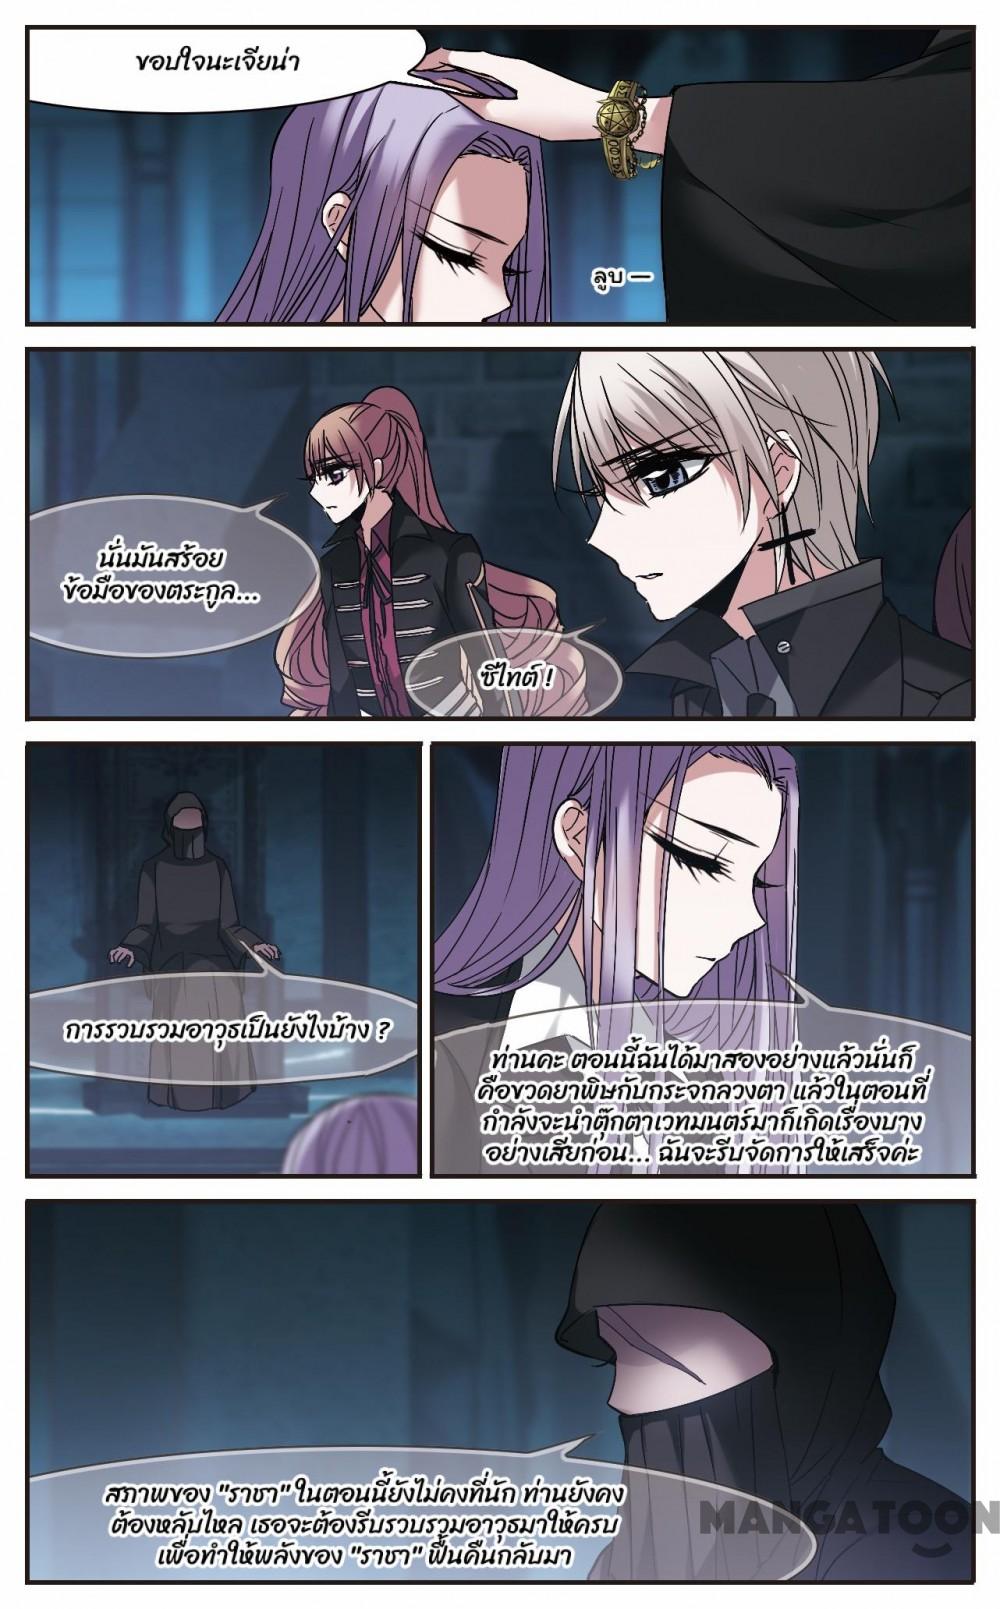 ขอบใจนะเจียน่า
ลูบ —
นั่นมันสร้อย
ข้อมือของตระกูล...
ซีไทต์ !
การรวบรวมอาวุธเป็นยังไงบ้าง ?
ท่านคะ ตอนนี้ฉันได้มาสองอย่างแล้วนั่นก็
คือขวดยาพิษกับกระจกลวงตา แล้วในตอนที่
กำลังจะนำตุ๊กตาเวทมนตร์มาก็เกิดเรื่องบาง
อย่างเสียก่อน... ฉันจะรีบจัดการให้เสร็จค่ะ
สภาพของ "ราชา" ในตอนนี้ยังไม่คงที่นัก ท่านยังคง
ต้องหลับไหล เธอจะต้องรีบรวบรวมอาวุธมาให้ครบ
เพื่อทำให้พลังของ "ราชา" ฟื้นคืนกลับมา
MANGATOON